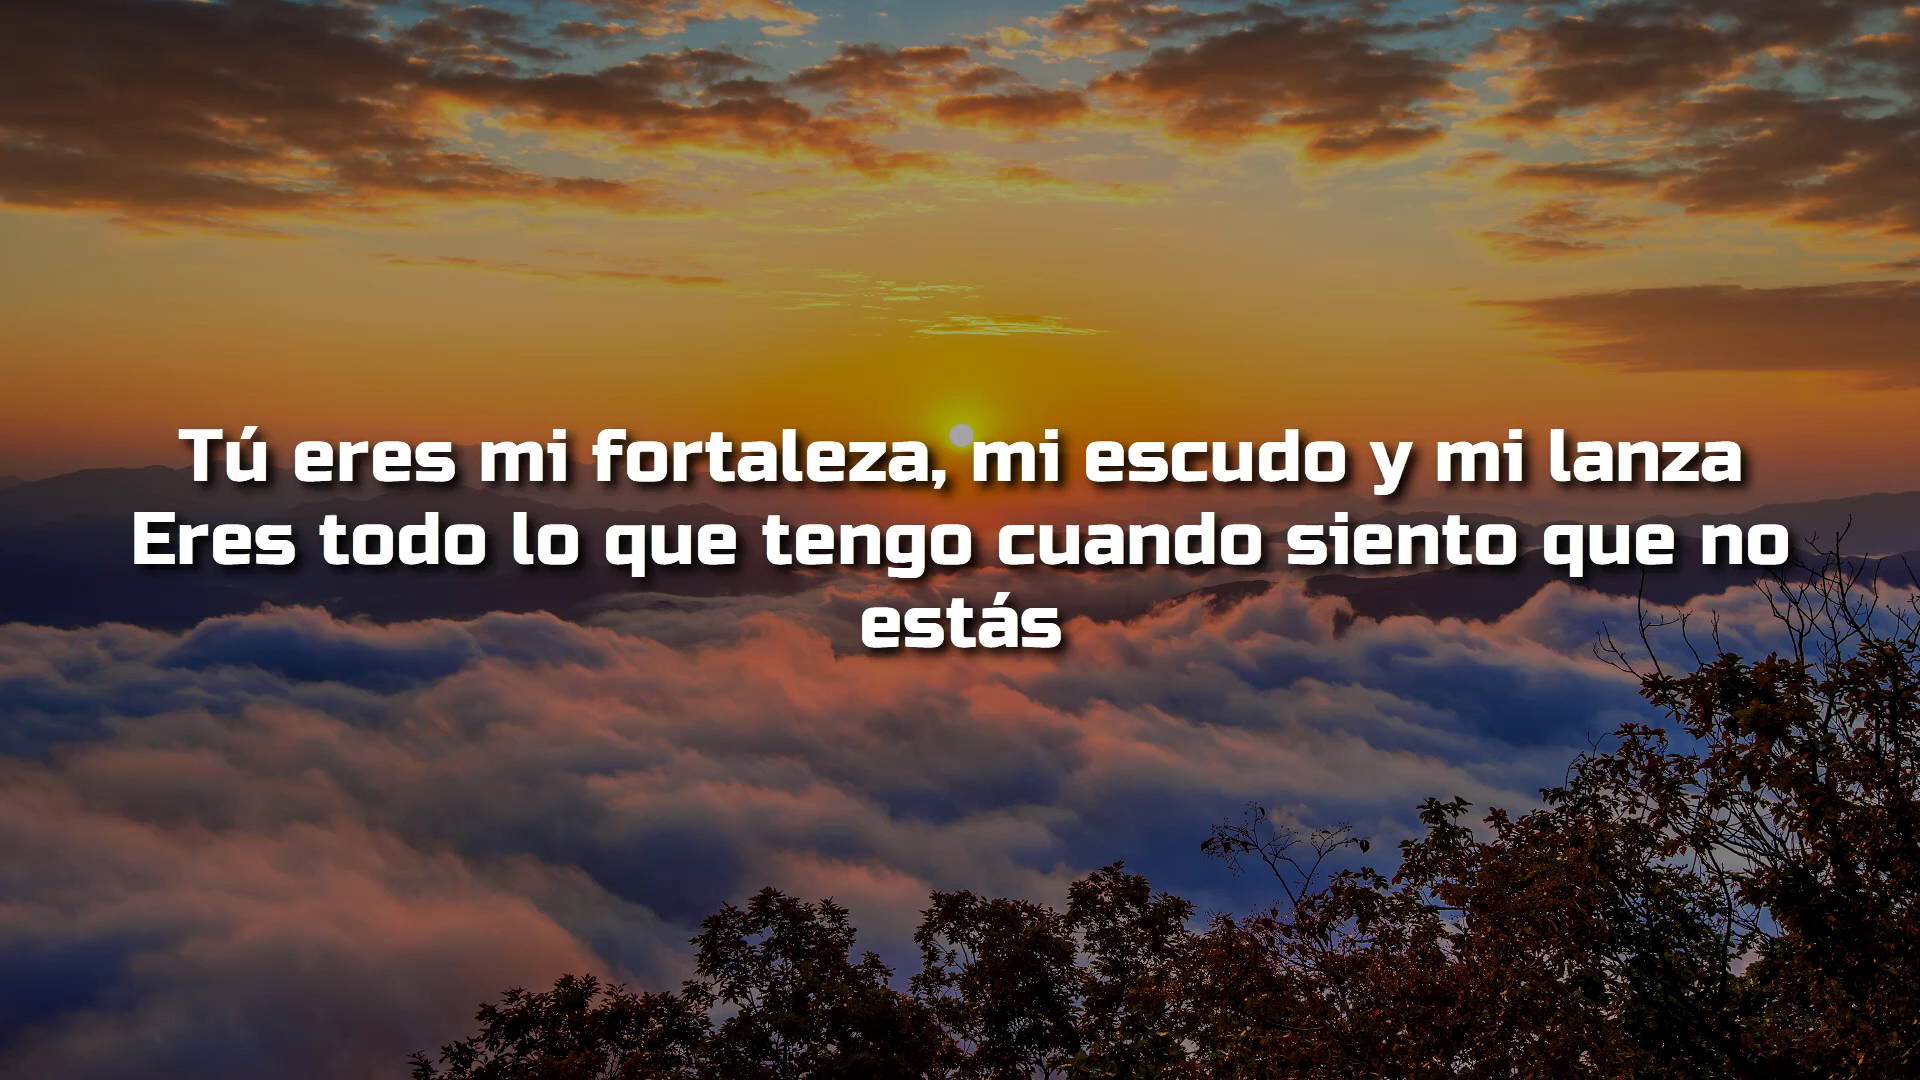 Tú eres mi fortaleza, mi escudo y mi lanza
Eres todo lo que tengo cuando siento que no
estás